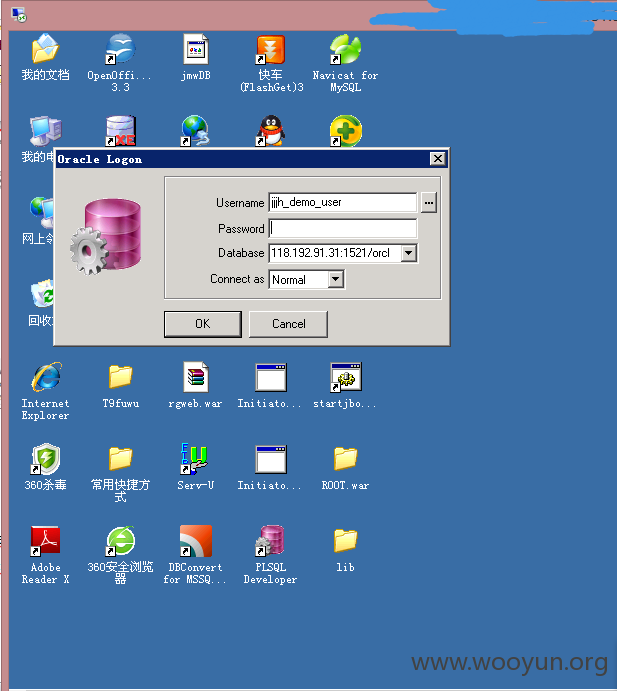 我的文档
OpenOffi...
3.3
jmwDB
快车
(FlashGet)3
Navicat for
MySQL
我的电
XE
Oracle Logon
Username
jjjh_demo_user
...
Password
Database
118.192.91.31:1521/orcl
Connect as
Normal
OK
Cancel
网上邻
回收
Internet
Explorer
T9fuwu
rgweb.war
Initiato...
startjbo...
360杀毒
常用快捷方
式
Serv-U
Initiato...
ROOT.war
Adobe
Reader X
360安全浏览
器
DBConvert
for MSSQ...
PLSQL
Developer
lib
www.wooyun.org